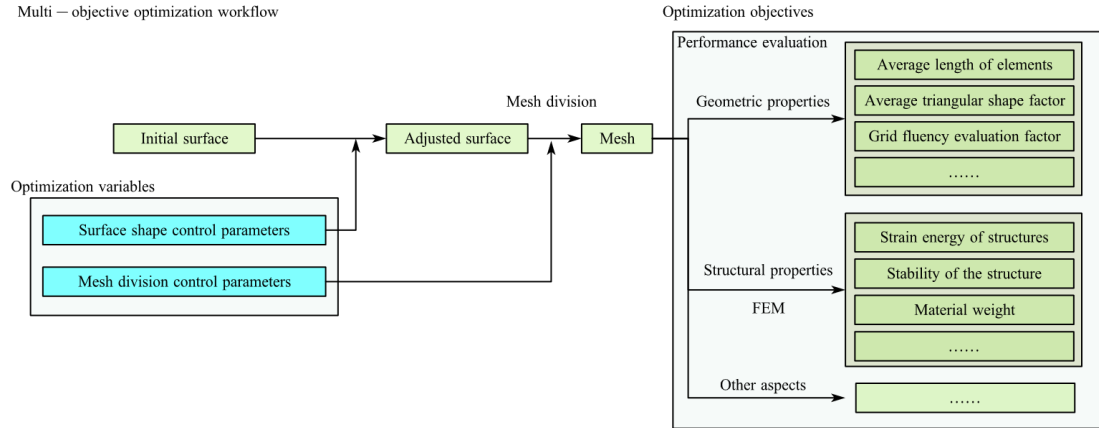 Multi — objective optimization workflow
Optimization objectives
Performance evaluation
Average length of elements
Average triangular shape factor
Grid fluency evaluation factor
......
Geometric properties
Mesh division
Initial surface
Adjusted surface
Mesh
Optimization variables
Surface shape control parameters
Mesh division control parameters
Structural properties
FEM
Strain energy of structures
Stability of the structure
Material weight
......
Other aspects
......